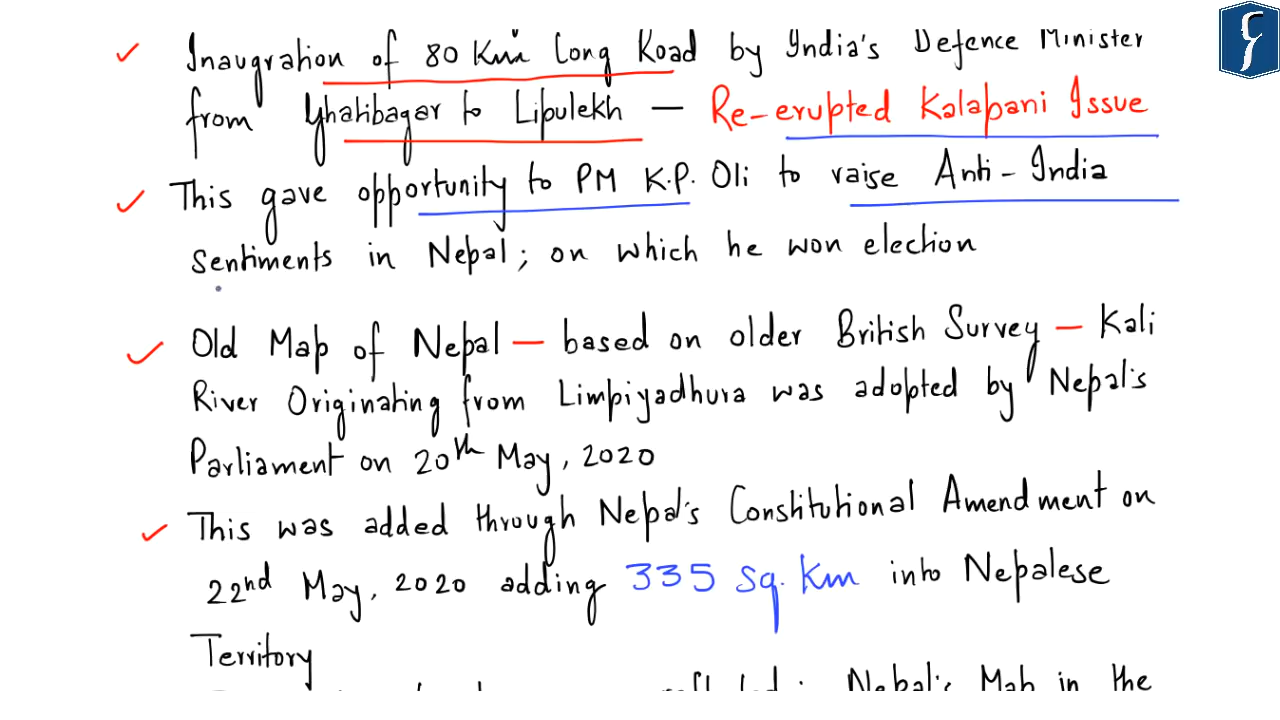 ✓ Inaugration of 80 Km Long Road by India's Defence Minister
from Ghatibagar to Lipulekh — Re-erupted Kalapani Issue
✓ This gave opportunity to PM K.P. Oli to raise Anti-India
Sentiments in Nepal; on which he won election
✓ Old Map of Nepal — based on older British Survey — Kali
River Originating from Limpiyadhura was adopted by Nepal's
Parliament on 20th May, 2020
✓ This was added through Nepal's Constitutional Amendment on
22nd May, 2020 adding 335 Sq. Km into Nepalese
Territory
Nepal's Map in the